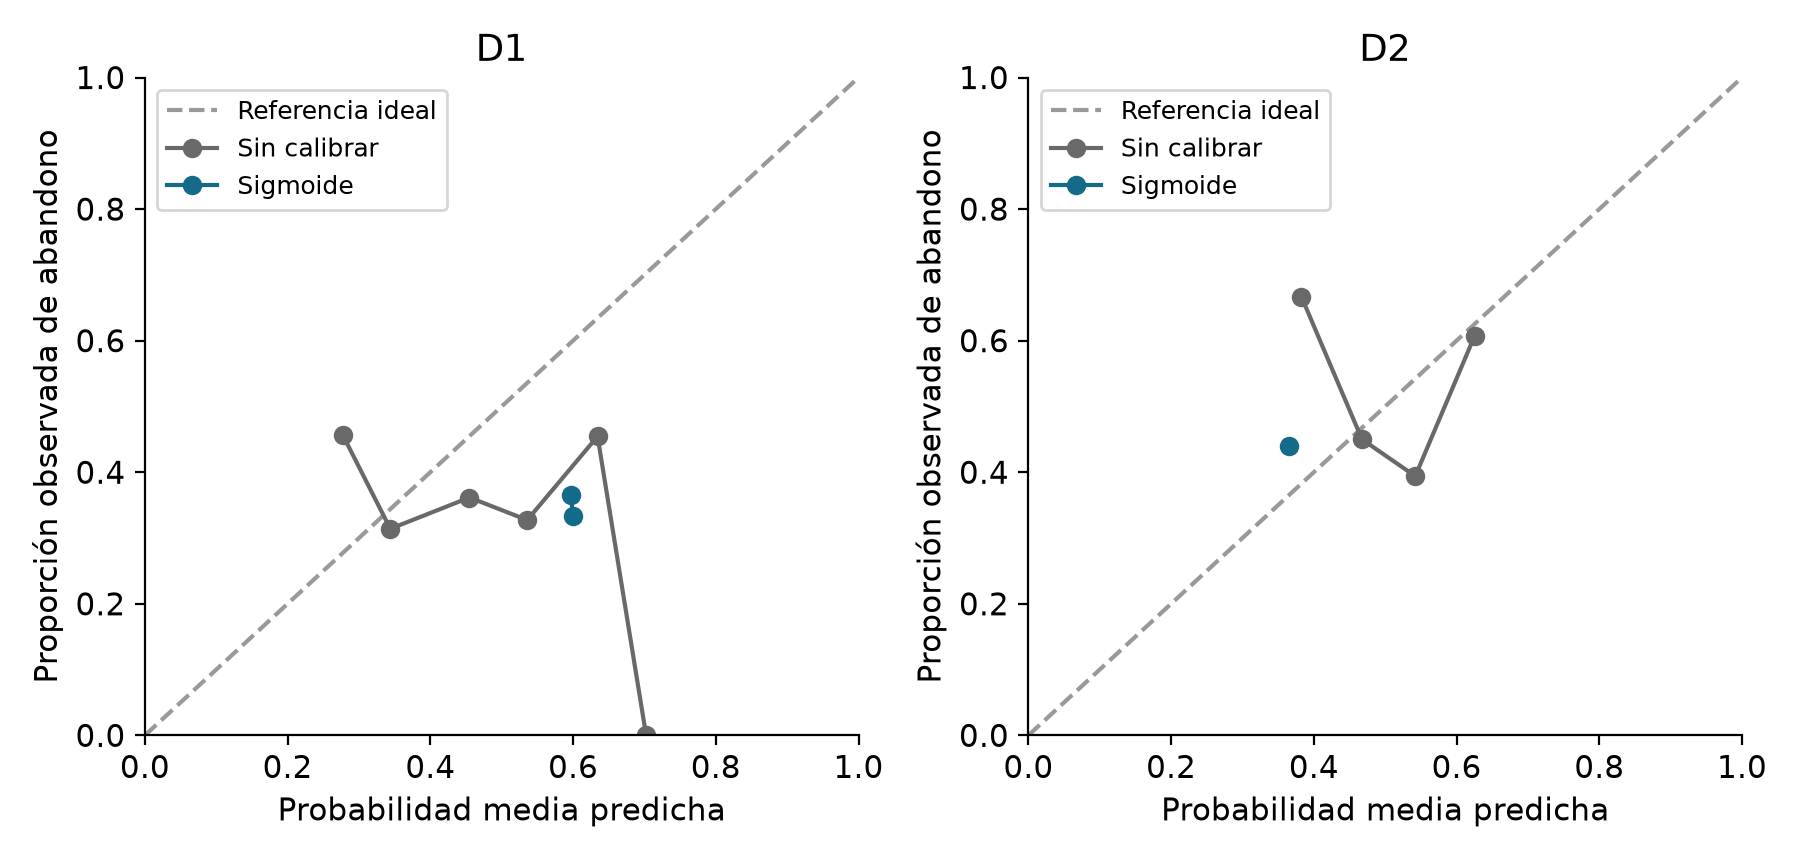 D1
Referencia ideal
Sin calibrar
Sigmoide
Proporción observada de abandono
1.0
0.8
0.6
0.4
0.2
0.0
0.0 0.2 0.4 0.6 0.8 1.0
Probabilidad media predicha
D2
Referencia ideal
Sin calibrar
Sigmoide
Proporción observada de abandono
1.0
0.8
0.6
0.4
0.2
0.0
0.0 0.2 0.4 0.6 0.8 1.0
Probabilidad media predicha